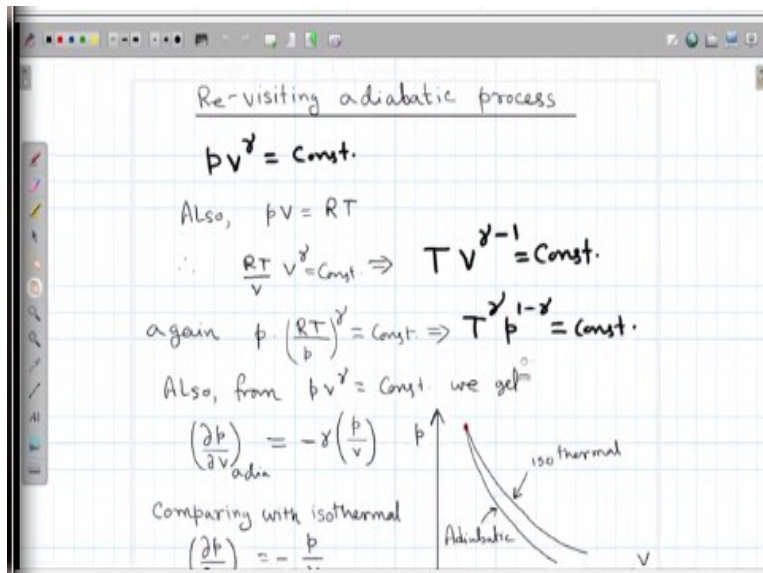 Re-visiting adiabatic process
pv^γ = Const.
Also, pv = RT
∴ RT/v v^γ = Const. ⇒ T v^(γ-1) = Const.
again p · (RT/p)^γ = Const. ⇒ T^γ p^(1-γ) = Const.
Also, from pv^γ = Const. we get
(∂p/∂v)_adia = -γ(p/v)
p
isothermal
Adiabatic
v
Comparing with isothermal
(∂p/ ) = - p/